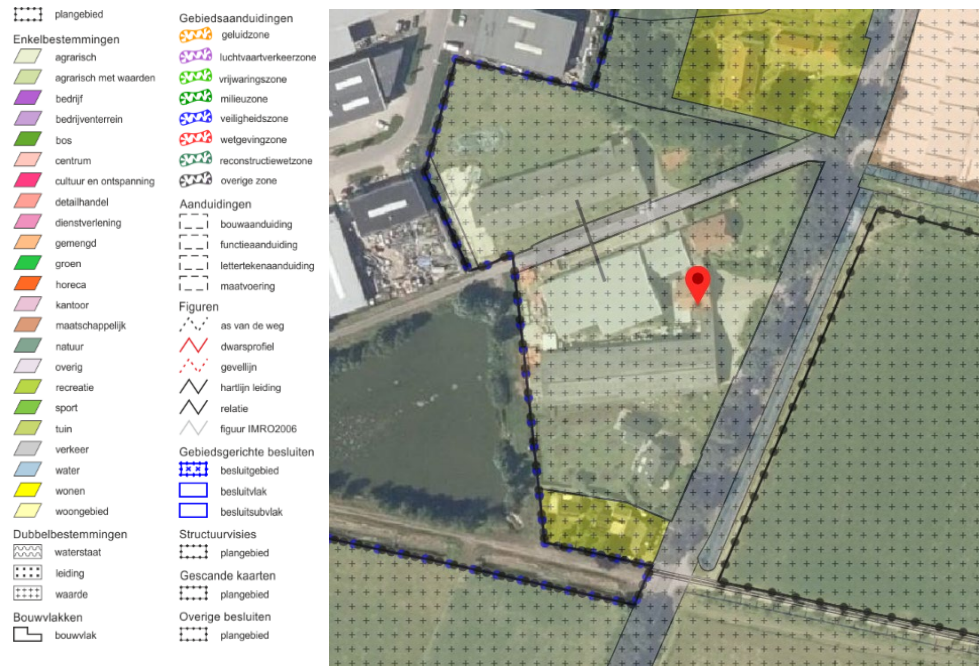 plangebied
Enkelbestemmingen
agrarisch
agrarisch met waarden
bedrijf
bedrijventerrein
bos
centrum
cultuur en ontspanning
detailhandel
dienstverlening
gemengd
groen
horeca
kantoor
maatschappelijk
natuur
overig
recreatie
sport
tuin
verkeer
water
wonen
woongebied
Dubbelbestemmingen
waterstaat
leiding
waarde
Bouwvlakken
bouwvlak
Gebiedsaanduidingen
geluidzone
luchtvaartverkeerzone
vrijwaringszone
milieuzone
veiligheidszone
wetgevingzone
reconstructiewetzone
overige zone
Aanduidingen
bouwaanduiding
functieaanduiding
lettertekenaanduiding
maatvoering
Figuren
as van de weg
dwarsprofiel
gevellijn
hartlijn leiding
relatie
figuur IMRO2006
Gebiedsgerichte besluiten
besluitgebied
besluitvlak
besluitsubvlak
Structuurvisies
plangebied
Gescande kaarten
plangebied
Overige besluiten
plangebied